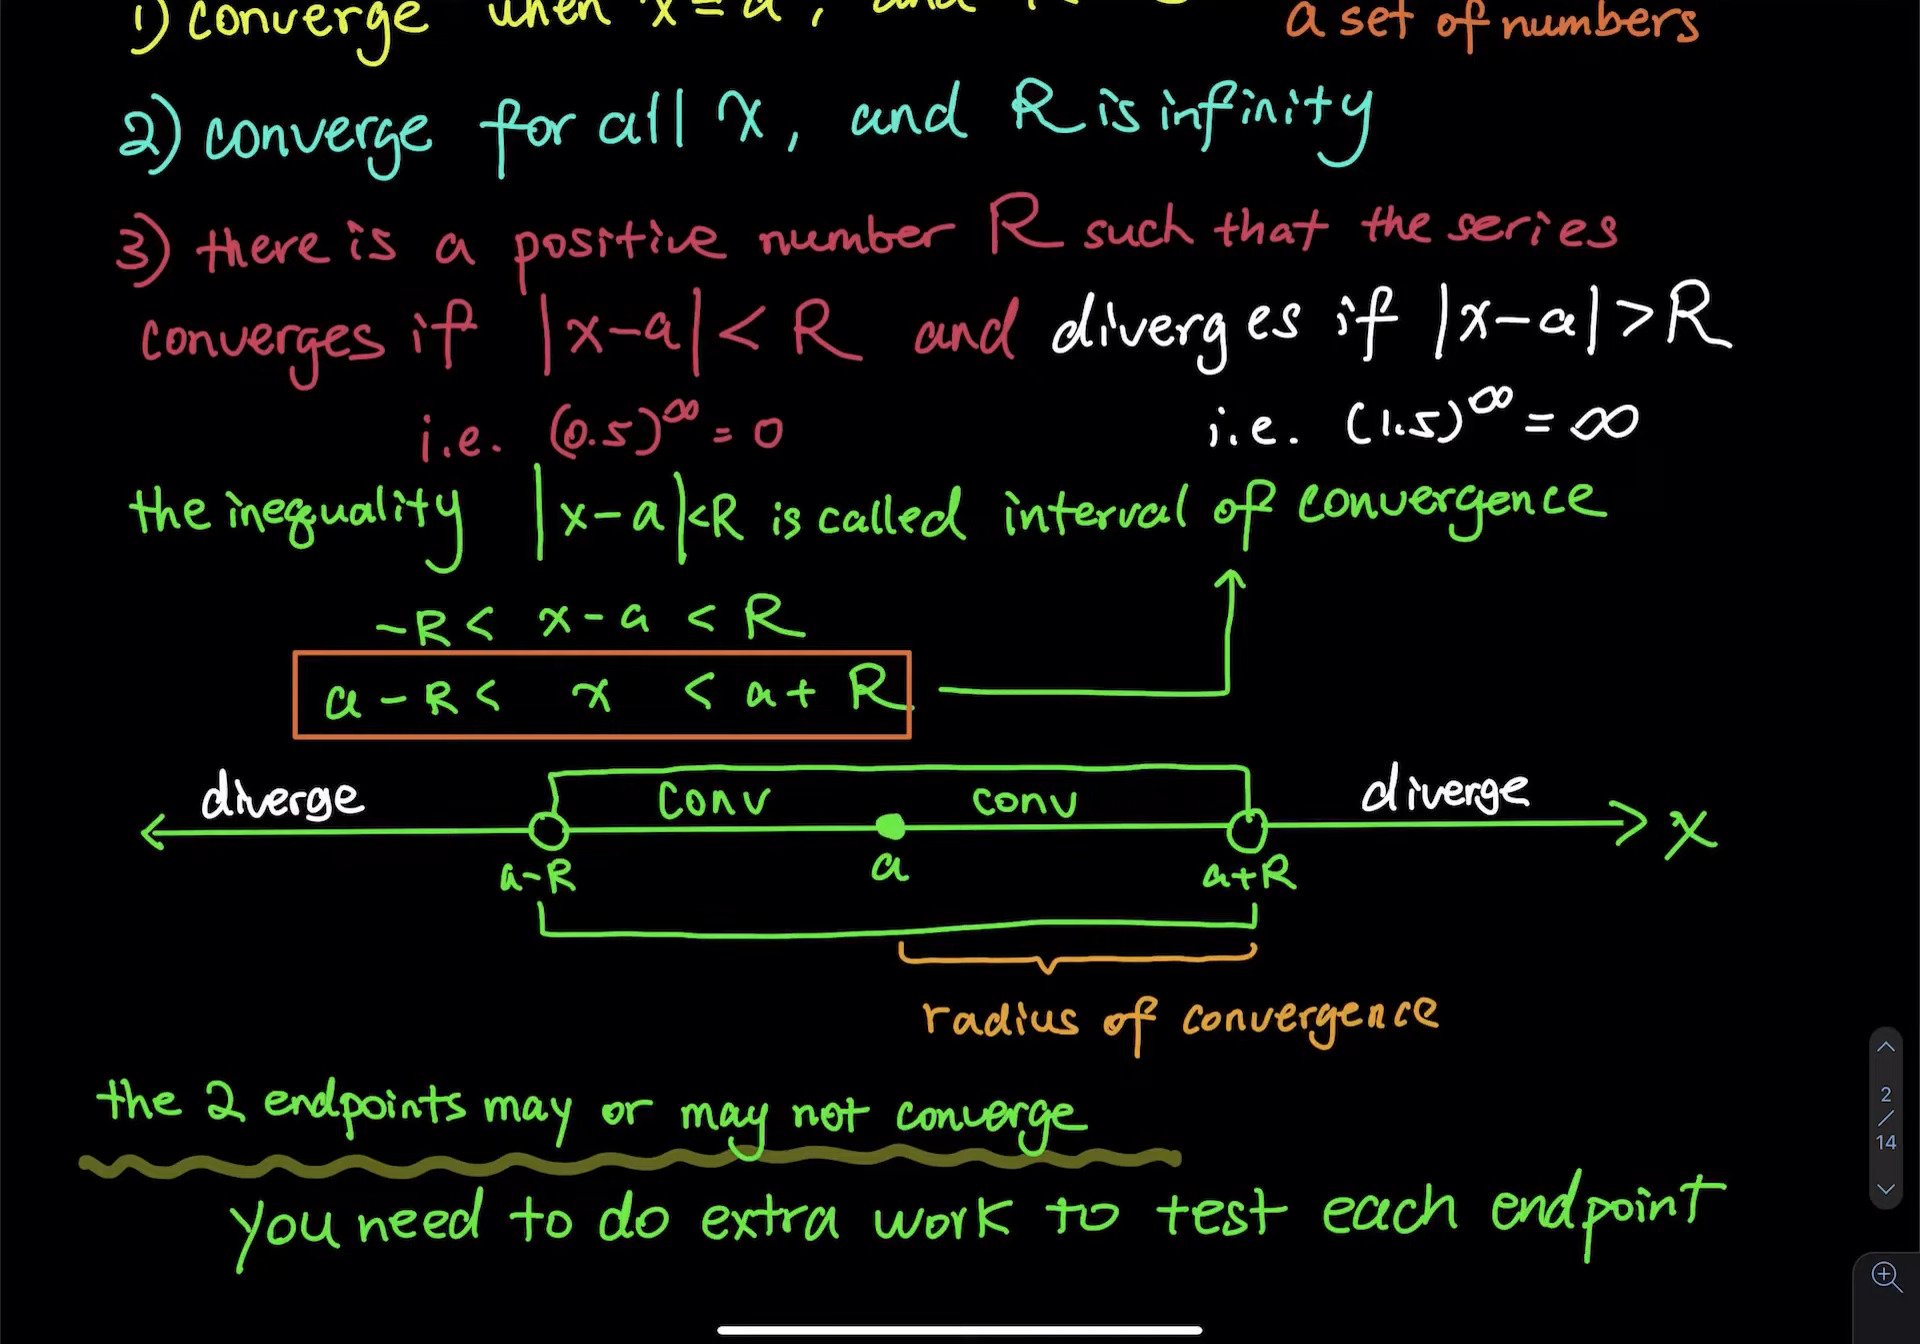 1) converge when x = a, and
a set of numbers
2) converge for all x, and R is infinity
3) there is a positive number R such that the series
converges if |x-a| < R and diverges if |x-a| > R
i.e. (0.5)^∞ = 0
i.e. (1.5)^∞ = ∞
the inequality |x-a|<R is called interval of convergence
-R < x-a < R
a-R < x < a+R
diverge conv conv diverge
x
a-R a a+R
radius of convergence
the 2 endpoints may or may not converge
you need to do extra work to test each endpoint
2
/
14